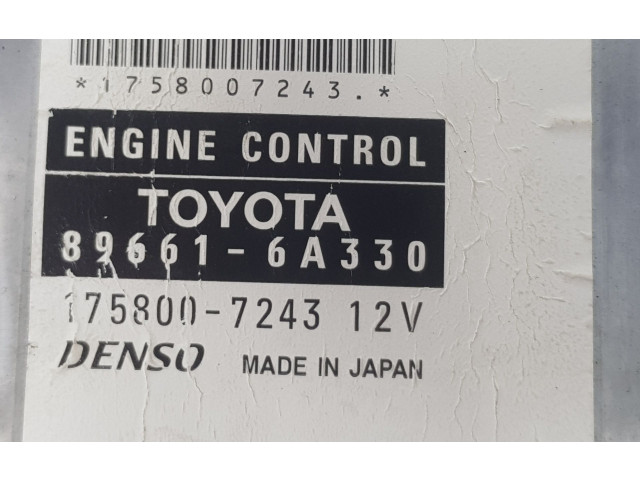 *1758007243.*
ENGINE CONTROL
TOYOTA
89661-6A330
175800-7243 12V
DENSO MADE IN JAPAN